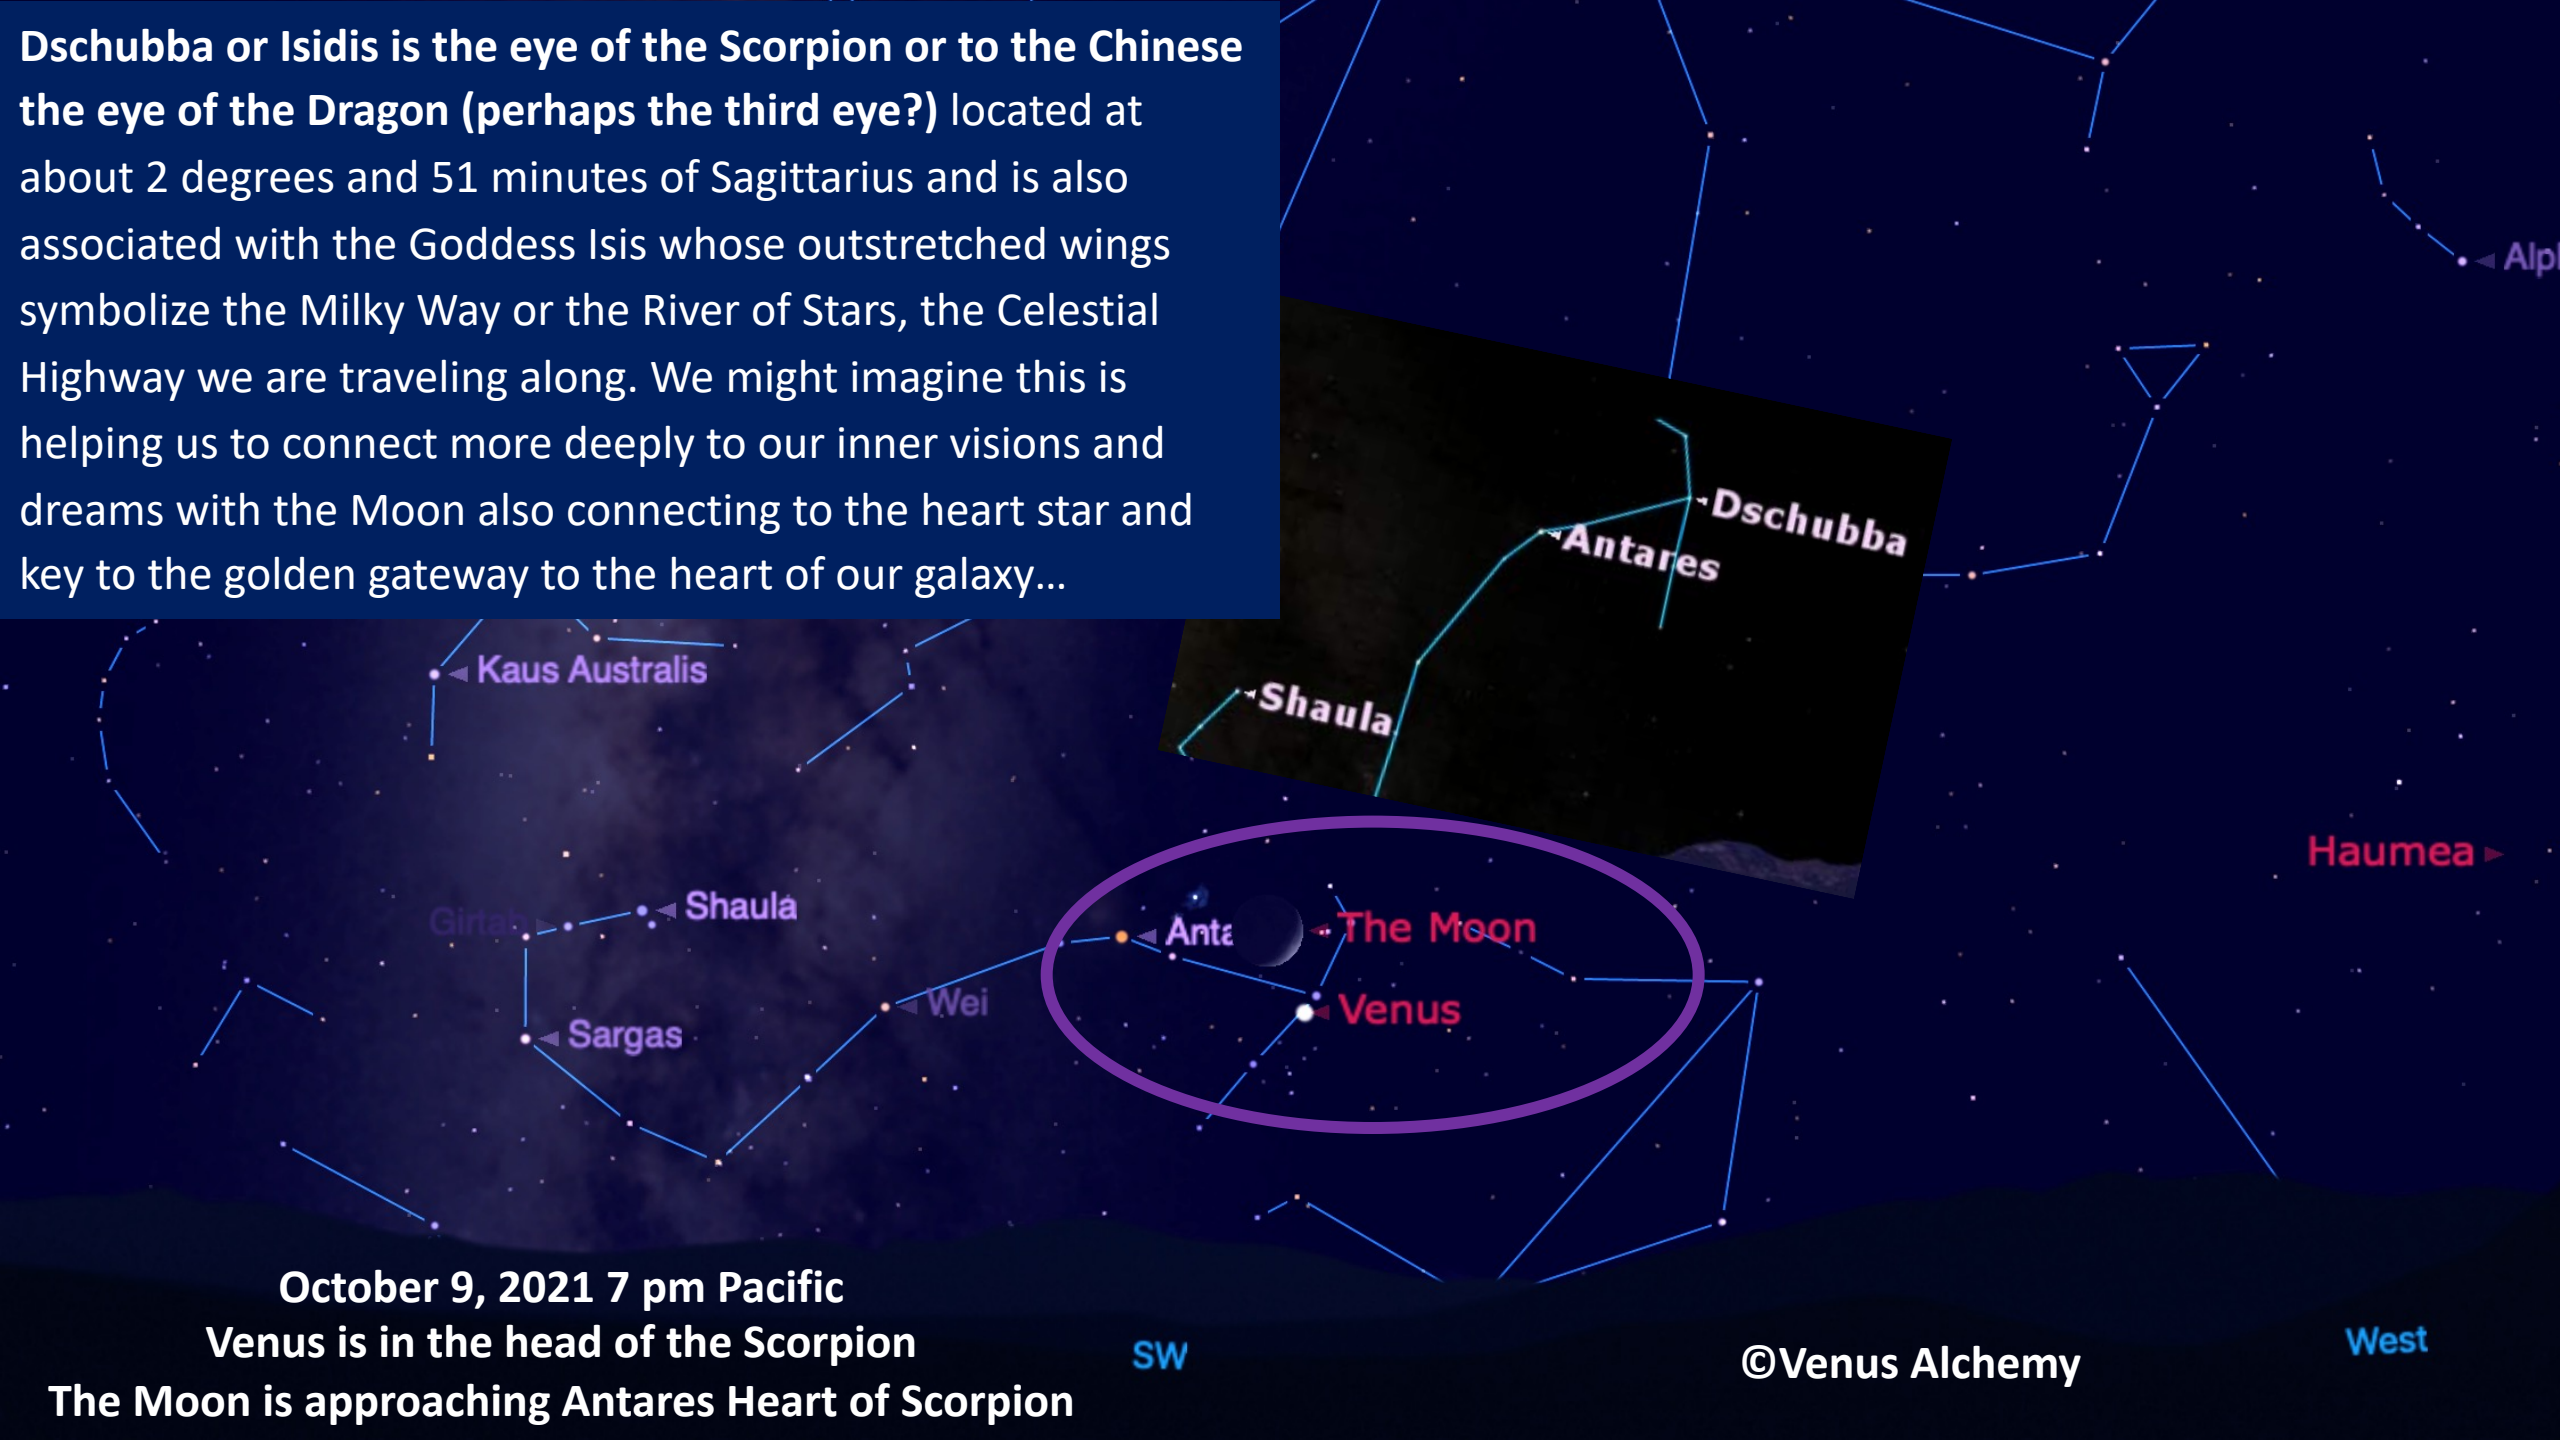 Dschubba or Isidis is the eye of the Scorpion or to the Chinese
the eye of the Dragon (perhaps the third eye?) located at
about 2 degrees and 51 minutes of Sagittarius and is also
associated with the Goddess Isis whose outstretched wings
symbolize the Milky Way or the River of Stars, the Celestial
Highway we are traveling along. We might imagine this is
helping us to connect more deeply to our inner visions and
dreams with the Moon also connecting to the heart star and
key to the golden gateway to the heart of our galaxy...
Alph
Dschubba
Antares
Shaula
Kaus Australis
Haumea
Girtab
Shaula
Anta
The Moon
Wei
Venus
Sargas
October 9, 2021 7 pm Pacific
Venus is in the head of the Scorpion
The Moon is approaching Antares Heart of Scorpion
SW
©Venus Alchemy
West